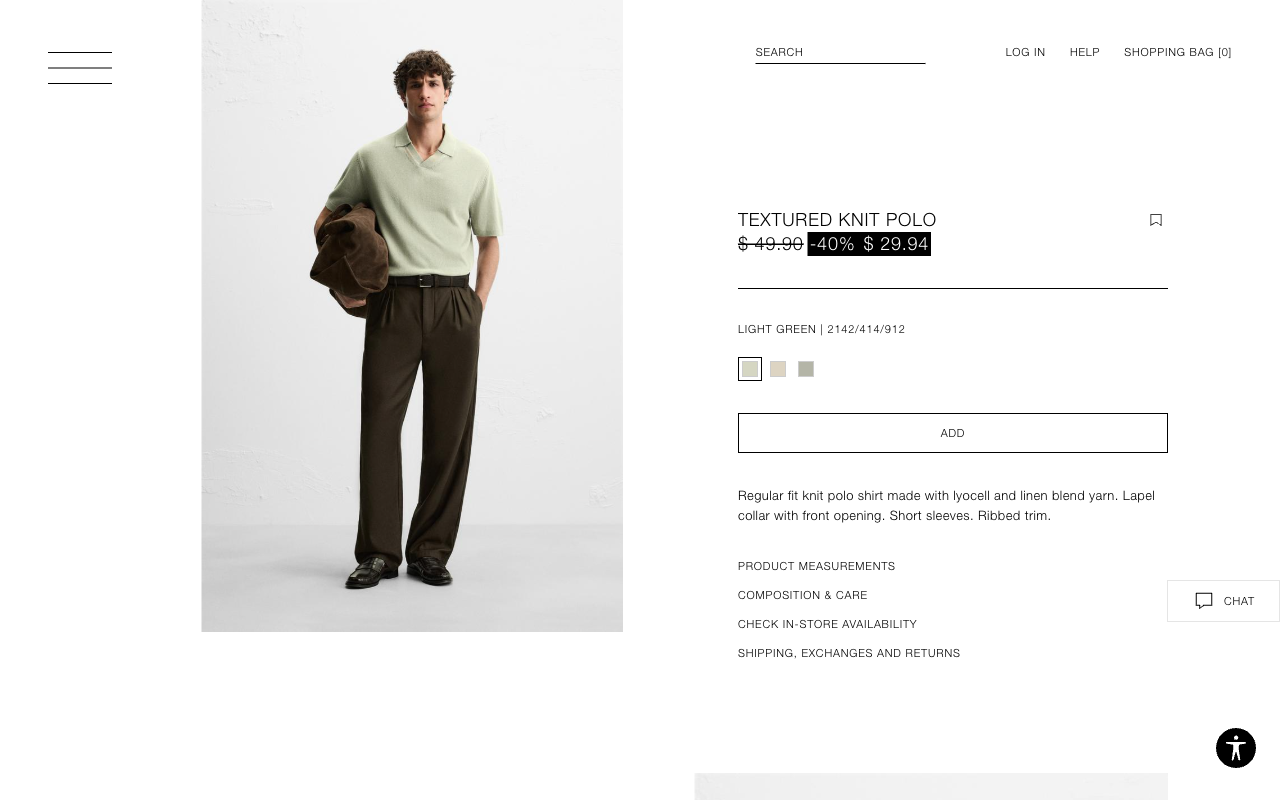 SEARCH
LOG IN
HELP
SHOPPING BAG [0]
TEXTURED KNIT POLO
$ 49.90 -40% $ 29.94
LIGHT GREEN | 2142/414/912
ADD
Regular fit knit polo shirt made with lyocell and linen blend yarn. Lapel
collar with front opening. Short sleeves. Ribbed trim.
PRODUCT MEASUREMENTS
COMPOSITION & CARE
CHECK IN-STORE AVAILABILITY
SHIPPING, EXCHANGES AND RETURNS
CHAT